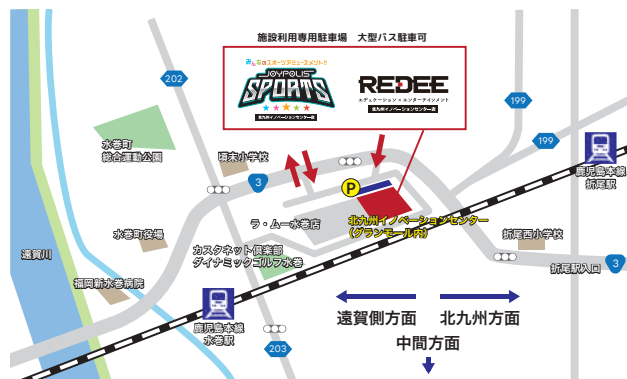 施設利用専用駐車場　大型バス駐車可
みんなのスポーツアミューズメント!!
JOYPOLIS
SPORTS
北九州イノベーションセンター店
REDEE
エデュケーション×エンターテインメント
北九州イノベーションセンター店
202
199
199
水巻町
総合運動公園
頃末小学校
3
P
鹿児島本線
折尾駅
ラ・ムー水巻店
北九州イノベーションセンター
（グランモール内）
水巻町役場
カスタネット倶楽部
ダイナミックゴルフ水巻
折尾西小学校
遠賀川
福岡新水巻病院
折尾駅入口
3
鹿児島本線
水巻駅
203
遠賀側方面
北九州方面
中間方面